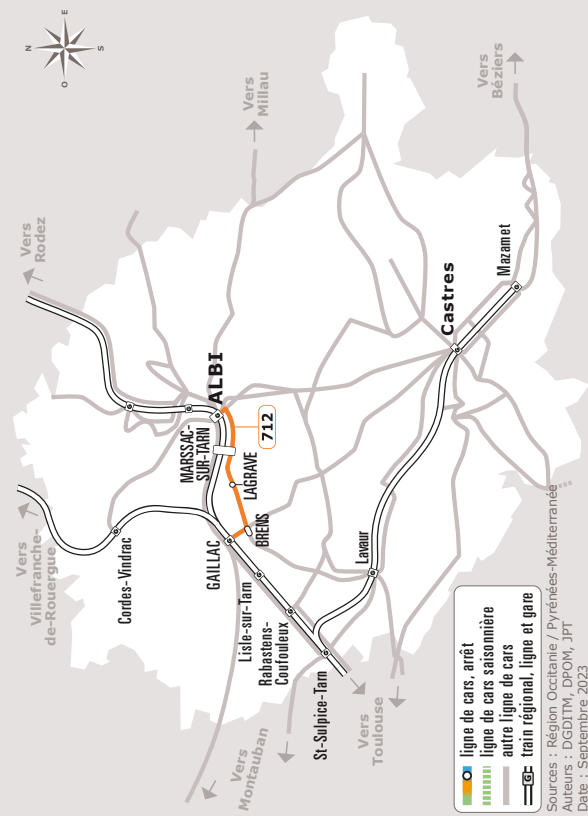 N
E
S
O
Vers
Rodez
Vers
Millau
Vers
Béziers
Vers
Villefranche-
de-Rouergue
Cordes-Vindrac
ALBI
MARSSAC-
SUR-TARN
712
LAGRAVE
BRENS
GAILLAC
Lisle-sur-Tarn
Rabastens-
Coufouleux
St-Sulpice-Tarn
Vers
Montauban
Vers
Toulouse
Lavaur
Castres
Mazamet
ligne de cars, arrêt
ligne de cars saisonnière
autre ligne de cars
train régional, ligne et gare
Sources : Région Occitanie / Pyrénées-Méditerranée
Auteurs : DGDITM, DPOM, JPT
Date : Septembre 2023